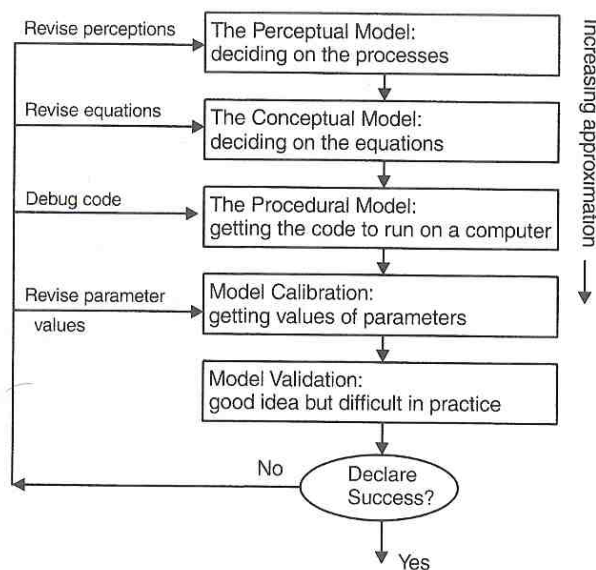 Revise perceptions
The Perceptual Model:
deciding on the processes
Revise equations
The Conceptual Model:
deciding on the equations
Debug code
The Procedural Model:
getting the code to run on a computer
Revise parameter
values
Model Calibration:
getting values of parameters
Model Validation:
good idea but difficult in practice
No
Declare
Success?
Yes
Increasing approximation